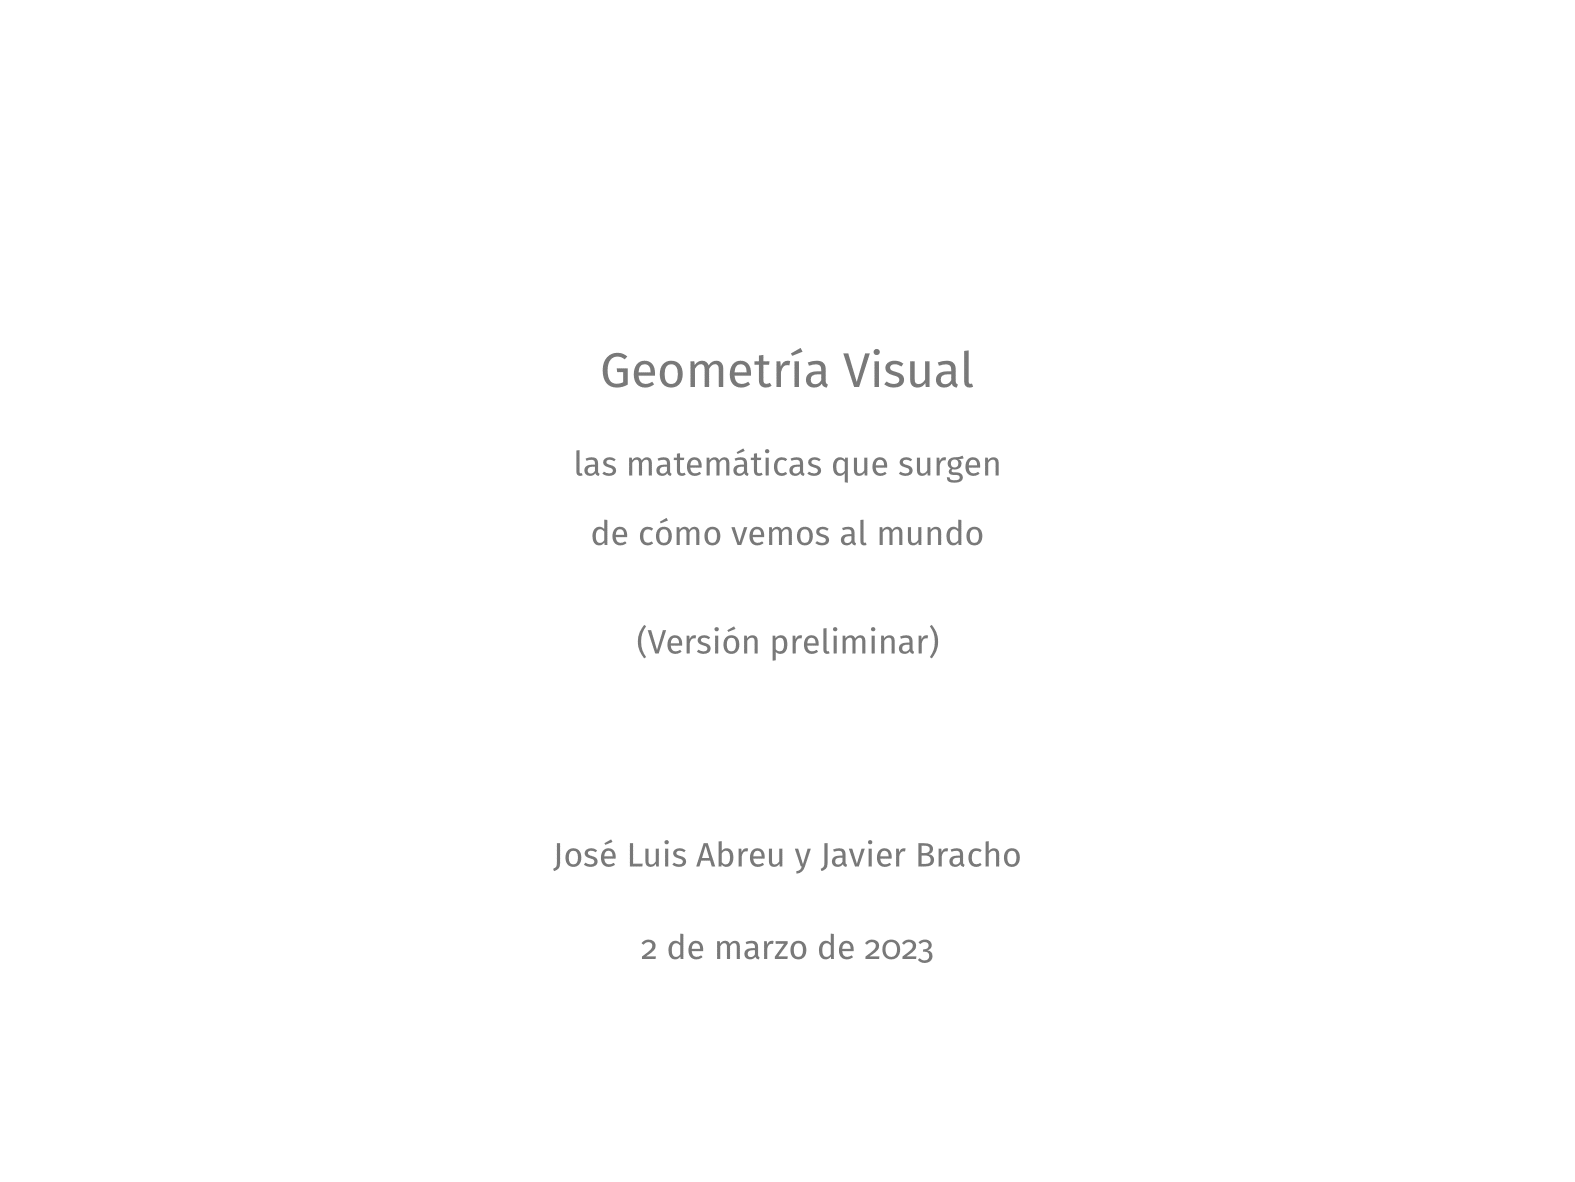 Geometría Visual
las matemáticas que surgen
de cómo vemos al mundo
(Versión preliminar)
José Luis Abreu y Javier Bracho
2 de marzo de 2023